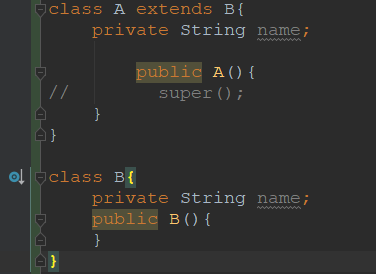 class A extends B{
    private String name;

        public A(){
//        super();
    }
}

class B{
    private String name;
    public B(){
    }
}